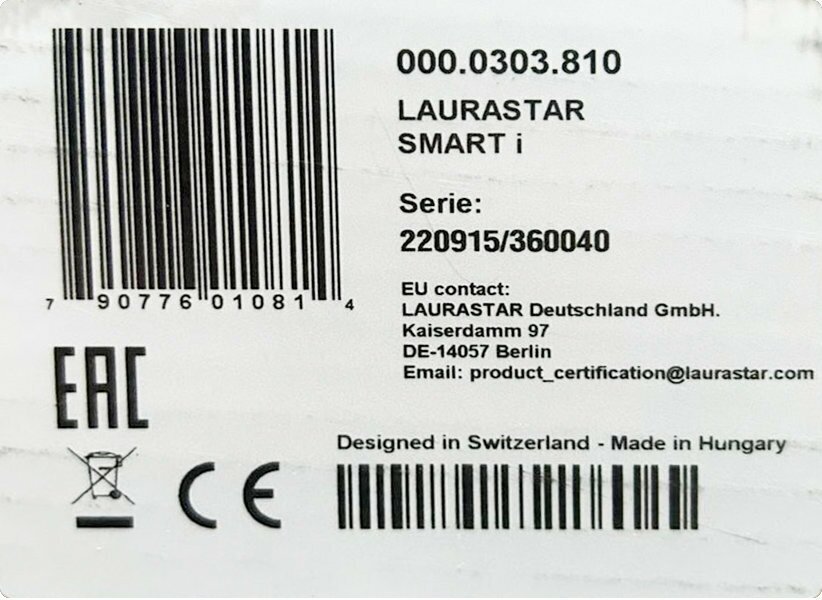 000.0303.810
LAURASTAR
SMART i
Serie:
220915/360040
7 90776 01081 4
EU contact:
LAURASTAR Deutschland GmbH.
Kaiserdamm 97
DE-14057 Berlin
Email: product_certification@laurastar.com
EAC
Designed in Switzerland - Made in Hungary
CE